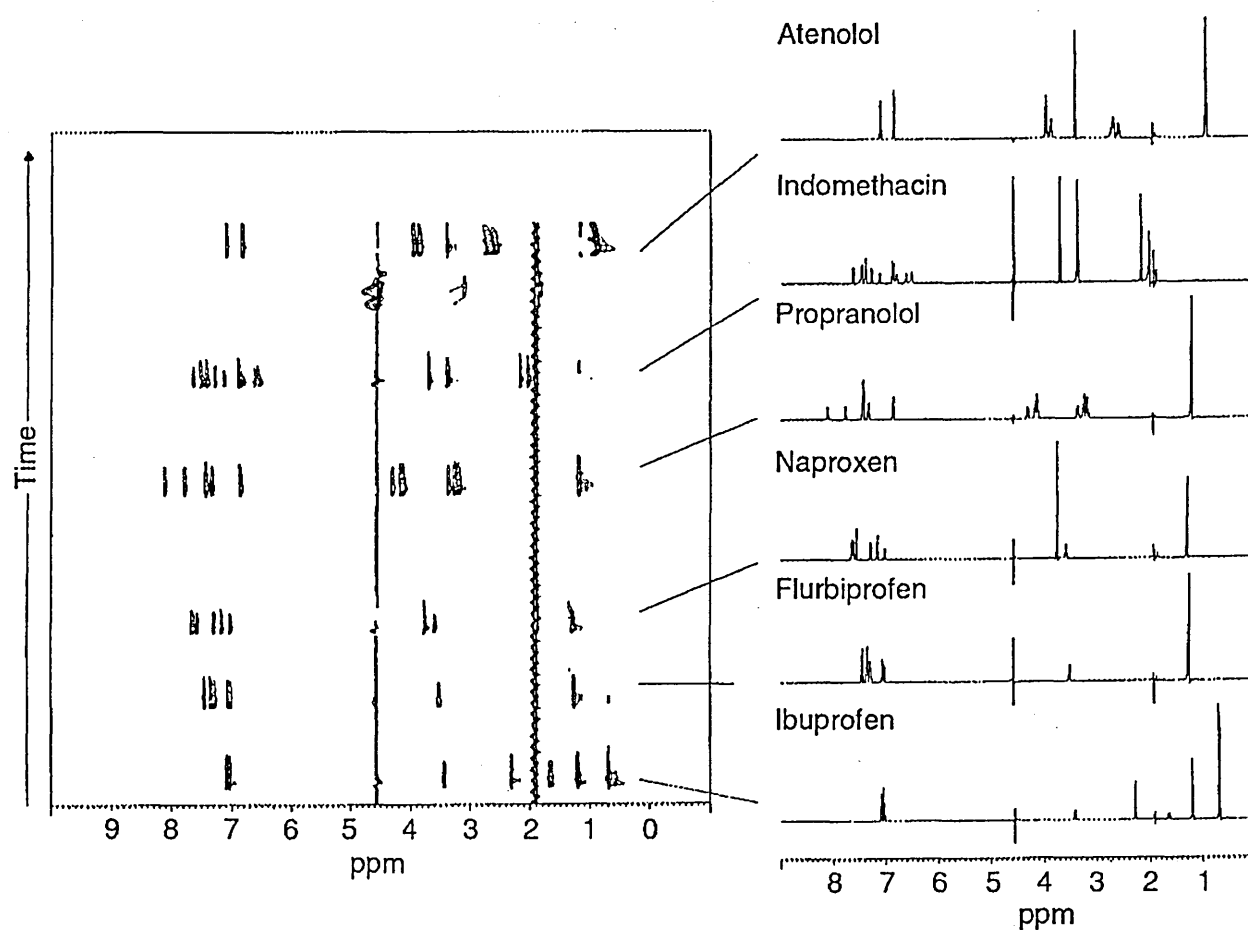 Atenolol
Indomethacin
Propranolol
Naproxen
Flurbiprofen
Ibuprofen
Time
9 8 7 6 5 4 3 2 1 0
ppm
8 7 6 5 4 3 2 1
ppm